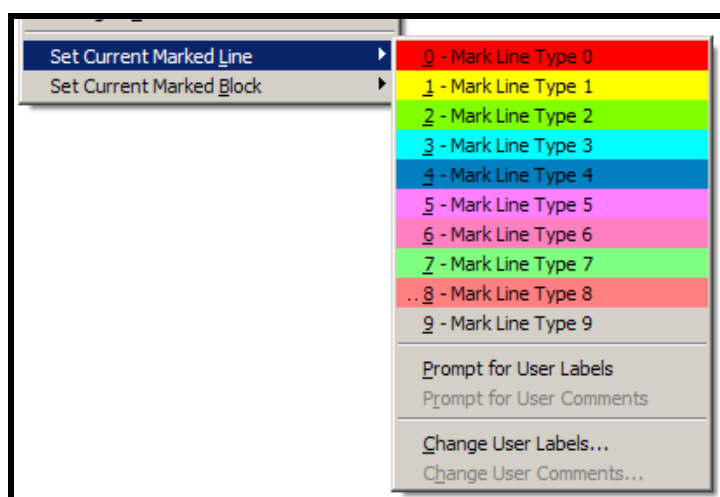 Set Current Marked Line
Set Current Marked Block
0 - Mark Line Type 0
1 - Mark Line Type 1
2 - Mark Line Type 2
3 - Mark Line Type 3
4 - Mark Line Type 4
5 - Mark Line Type 5
6 - Mark Line Type 6
7 - Mark Line Type 7
..8 - Mark Line Type 8
9 - Mark Line Type 9
Prompt for User Labels
Prompt for User Comments
Change User Labels...
Change User Comments...